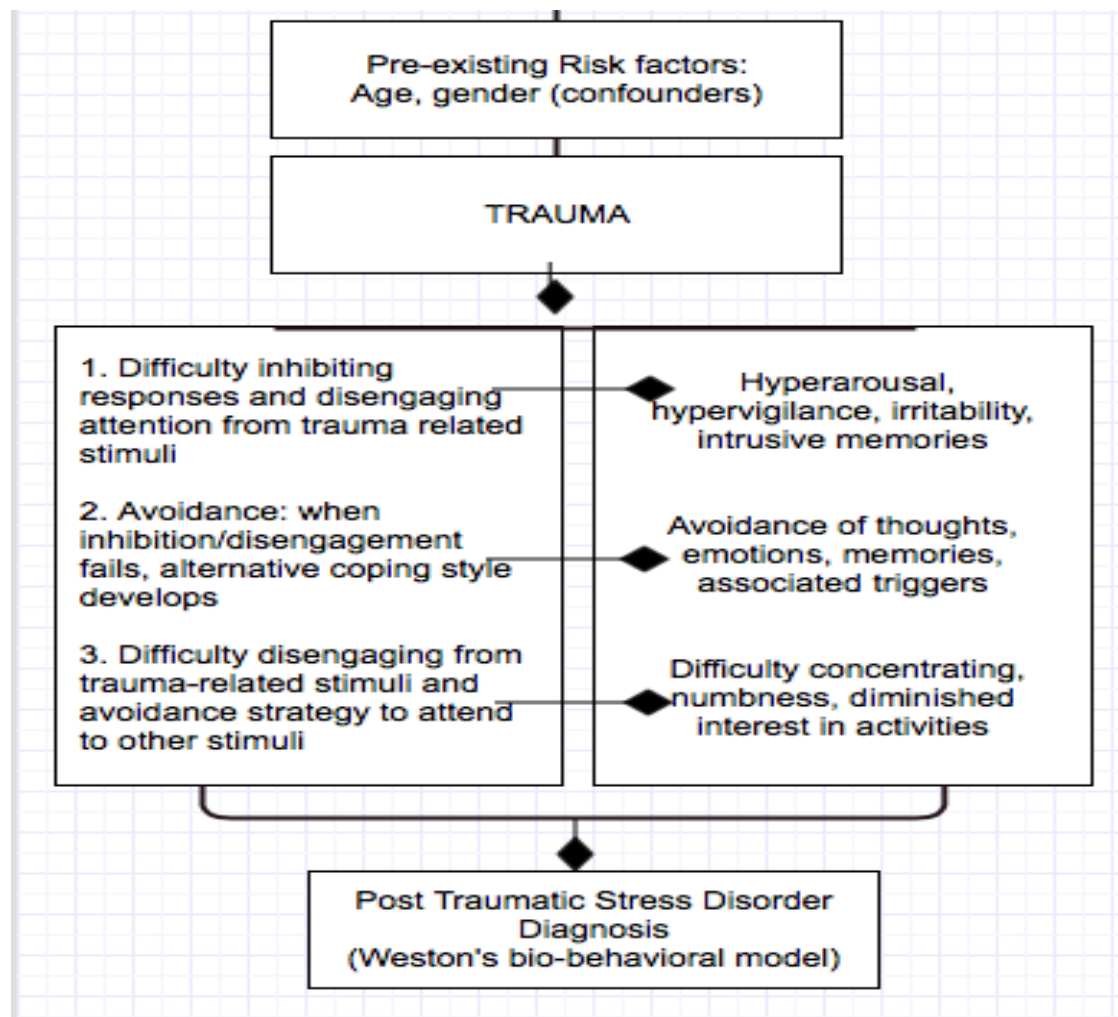 Pre-existing Risk factors:
Age, gender (confounders)
TRAUMA
1. Difficulty inhibiting
responses and disengaging
attention from trauma related
stimuli
2. Avoidance: when
inhibition/disengagement
fails, alternative coping style
develops
3. Difficulty disengaging from
trauma-related stimuli and
avoidance strategy to attend
to other stimuli
Hyperarousal,
hypervigilance, irritability,
intrusive memories
Avoidance of thoughts,
emotions, memories,
associated triggers
Difficulty concentrating,
numbness, diminished
interest in activities
Post Traumatic Stress Disorder
Diagnosis
(Weston's bio-behavioral model)